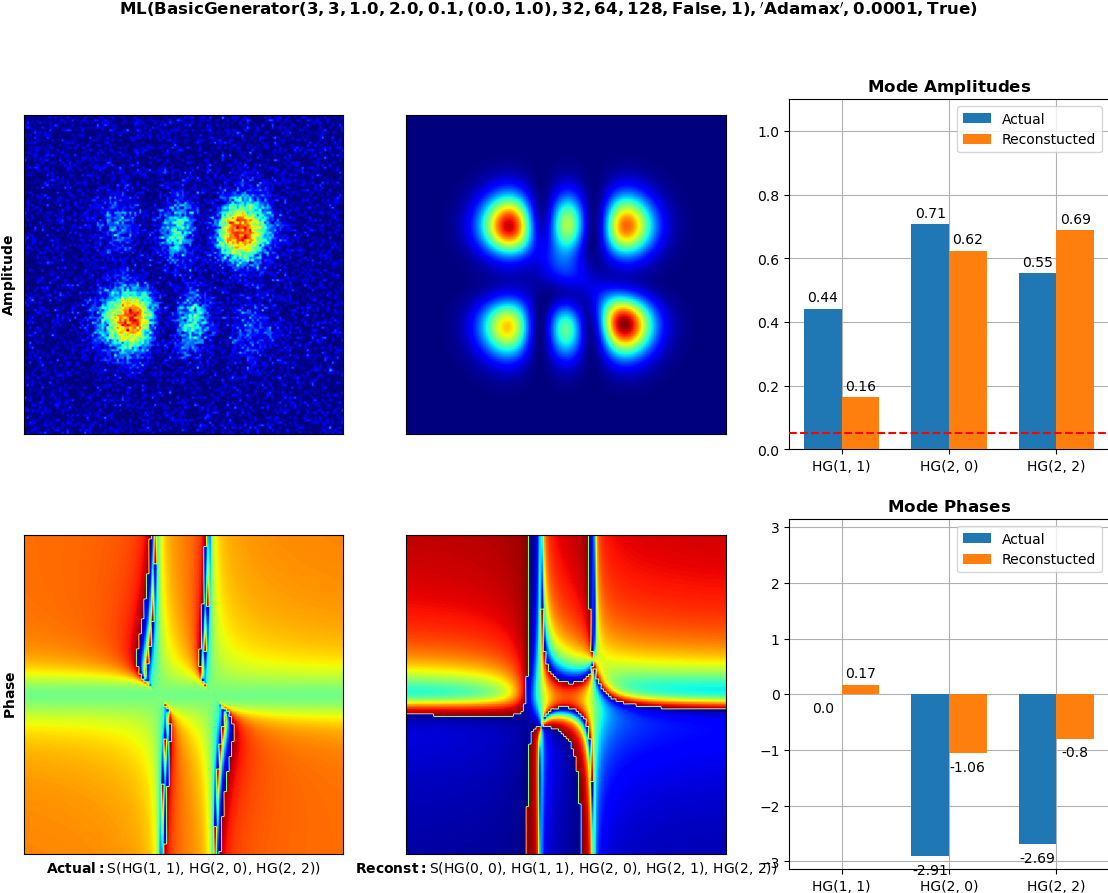 ML(BasicGenerator(3, 3, 1.0, 2.0, 0.1, (0.0, 1.0), 32, 64, 128, False, 1), ′Adamax′, 0.0001, True)
Amplitude
Mode Amplitudes
Actual
Reconstucted
1.0
0.8
0.6
0.4
0.2
0.0
0.44
0.16
0.71
0.62
0.55
0.69
HG(1, 1)
HG(2, 0)
HG(2, 2)
Phase
Mode Phases
Actual
Reconstucted
3
2
1
0
−1
−2
−3
0.0
0.17
-2.91
-1.06
-2.69
-0.8
HG(1, 1)
HG(2, 0)
HG(2, 2)
Actual: S(HG(1, 1), HG(2, 0), HG(2, 2))
Reconst: S(HG(0, 0), HG(1, 1), HG(2, 0), HG(2, 1), HG(2, 2))